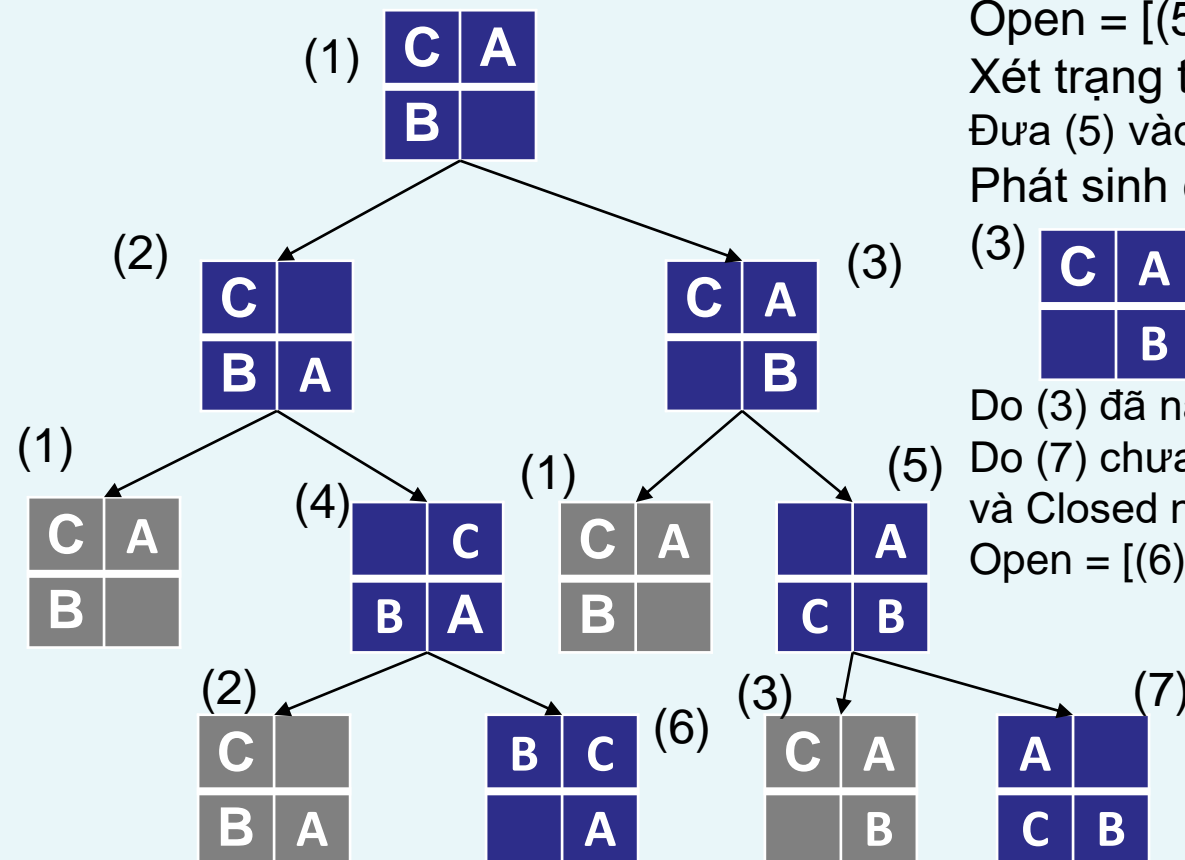 (1)
C A
B
(2)
C
B A
(3)
C A
B
(1)
C A
B
(4)
C
B A
(1)
C A
B
(5)
A
C B
(2)
C
B A
(6)
B C
A
(3)
C A
B
(7)
A
C B
Open = [(5
Xét trạng
Đưa (5)
Phát sinh
(3)
C A
B
Do (3) đã
Do (7) chưa
và Closed
Open = [(6)